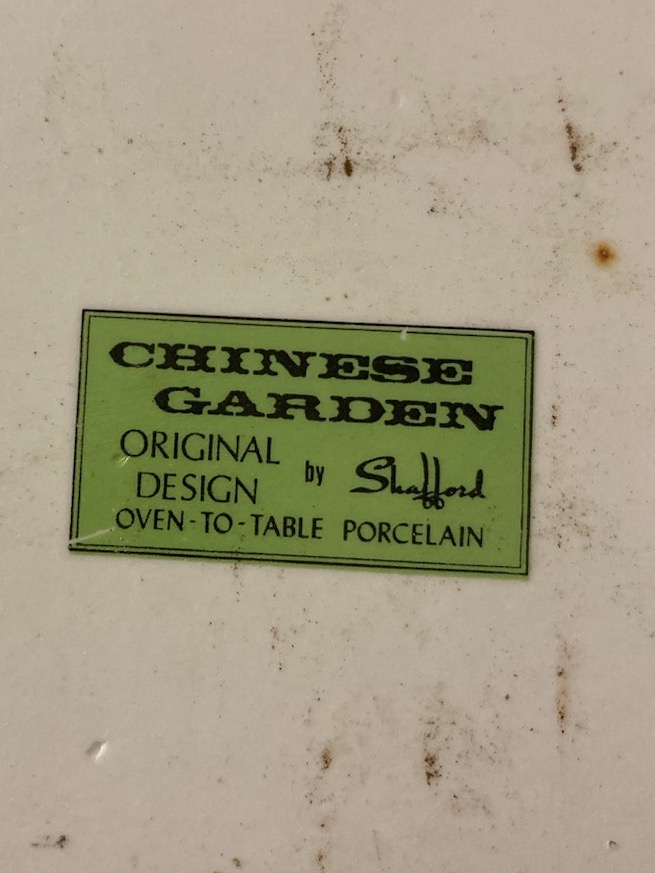 CHINESE
GARDEN
ORIGINAL
DESIGN by Shafford
OVEN-TO-TABLE PORCELAIN